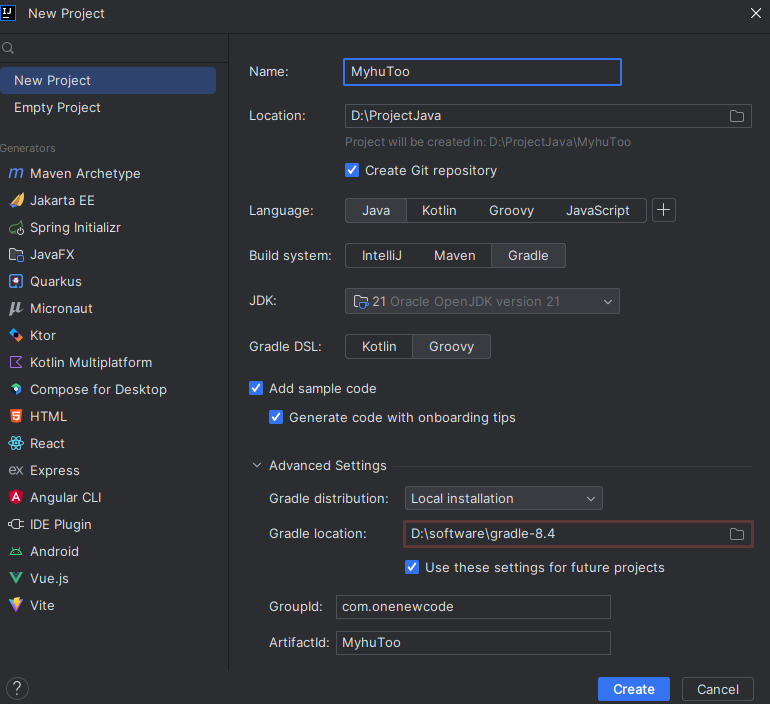 New Project
New Project
Empty Project
Generators
Maven Archetype
Jakarta EE
Spring Initializr
JavaFX
Quarkus
Micronaut
Ktor
Kotlin Multiplatform
Compose for Desktop
HTML
React
Express
Angular CLI
IDE Plugin
Android
Vue.js
Vite
Name: MyhuToo
Location: D:\ProjectJava
Project will be created in: D:\ProjectJava\MyhuToo
Create Git repository
Language: Java Kotlin Groovy JavaScript +
Build system: IntelliJ Maven Gradle
JDK: 21 Oracle OpenJDK version 21
Gradle DSL: Kotlin Groovy
Add sample code
Generate code with onboarding tips
Advanced Settings
Gradle distribution: Local installation
Gradle location: D:\software\gradle-8.4
Use these settings for future projects
GroupId: com.onenewcode
ArtifactId: MyhuToo
? Create Cancel